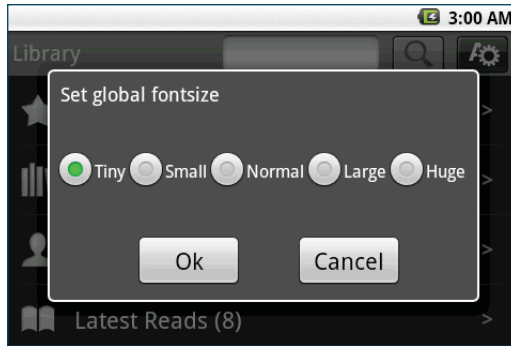 3:00 AM
Library
Set global fontsize
Tiny Small Normal Large Huge
Ok Cancel
Latest Reads (8)